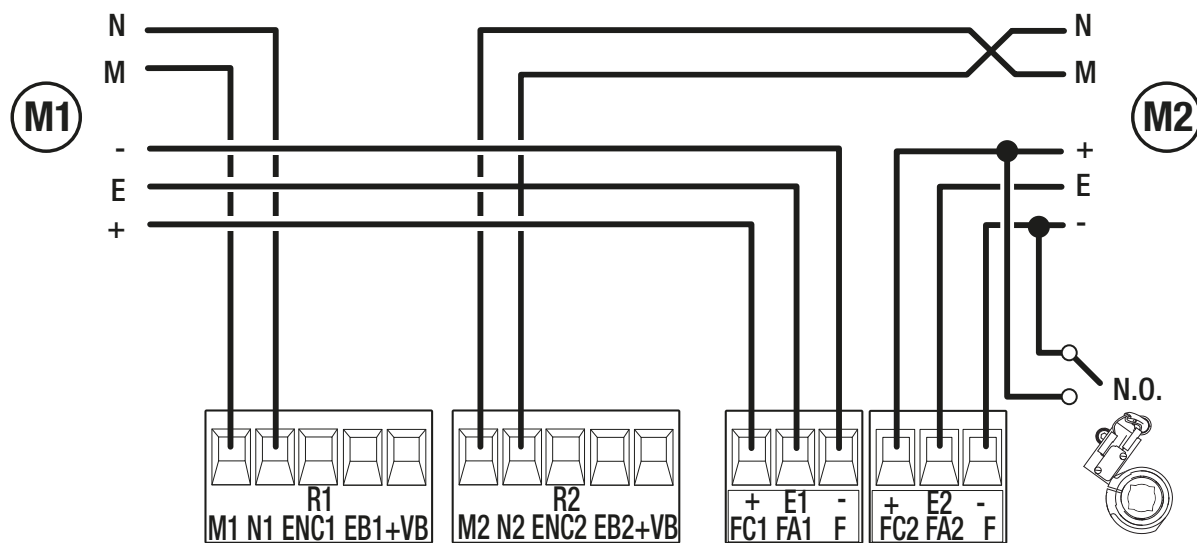 N
M
M1
-
E
+
N
M
M2
+
E
-
N.O.
R1
M1 N1 ENC1 EB1+VB
R2
M2 N2 ENC2 EB2+VB
+ E1 -
FC1 FA1 F
+ E2 -
FC2 FA2 F